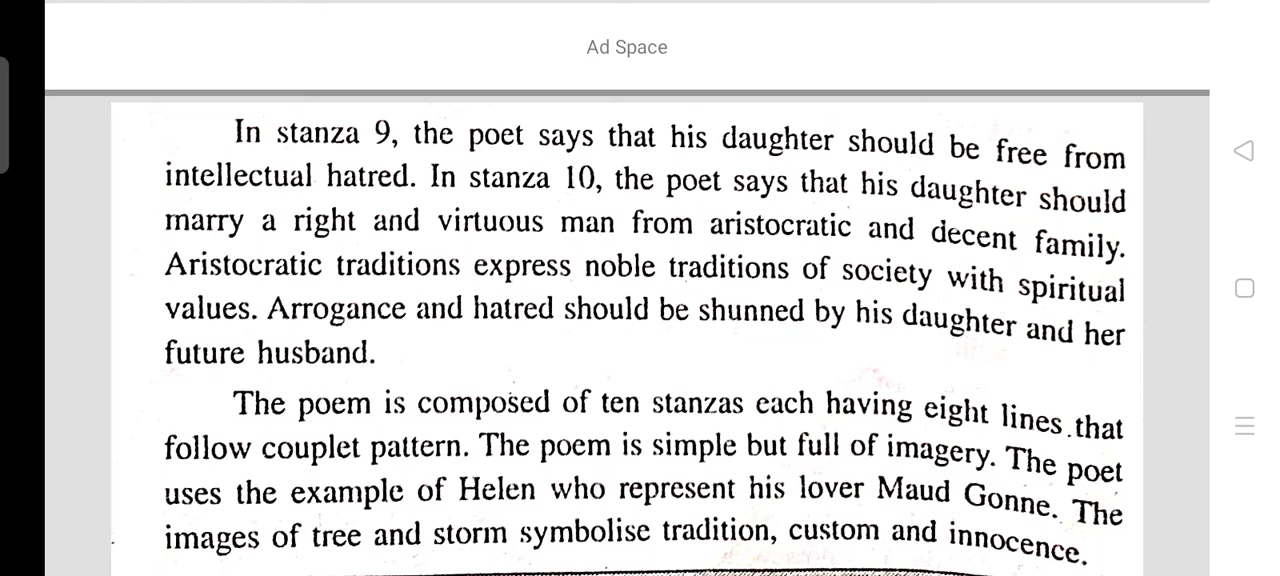 Ad Space
In stanza 9, the poet says that his daughter should be free from
intellectual hatred. In stanza 10, the poet says that his daughter should
marry a right and virtuous man from aristocratic and decent family.
Aristocratic traditions express noble traditions of society with spiritual
values. Arrogance and hatred should be shunned by his daughter and her
future husband.
The poem is composed of ten stanzas each having eight lines that
follow couplet pattern. The poem is simple but full of imagery. The poet
uses the example of Helen who represent his lover Maud Gonne. The
images of tree and storm symbolise tradition, custom and innocence.